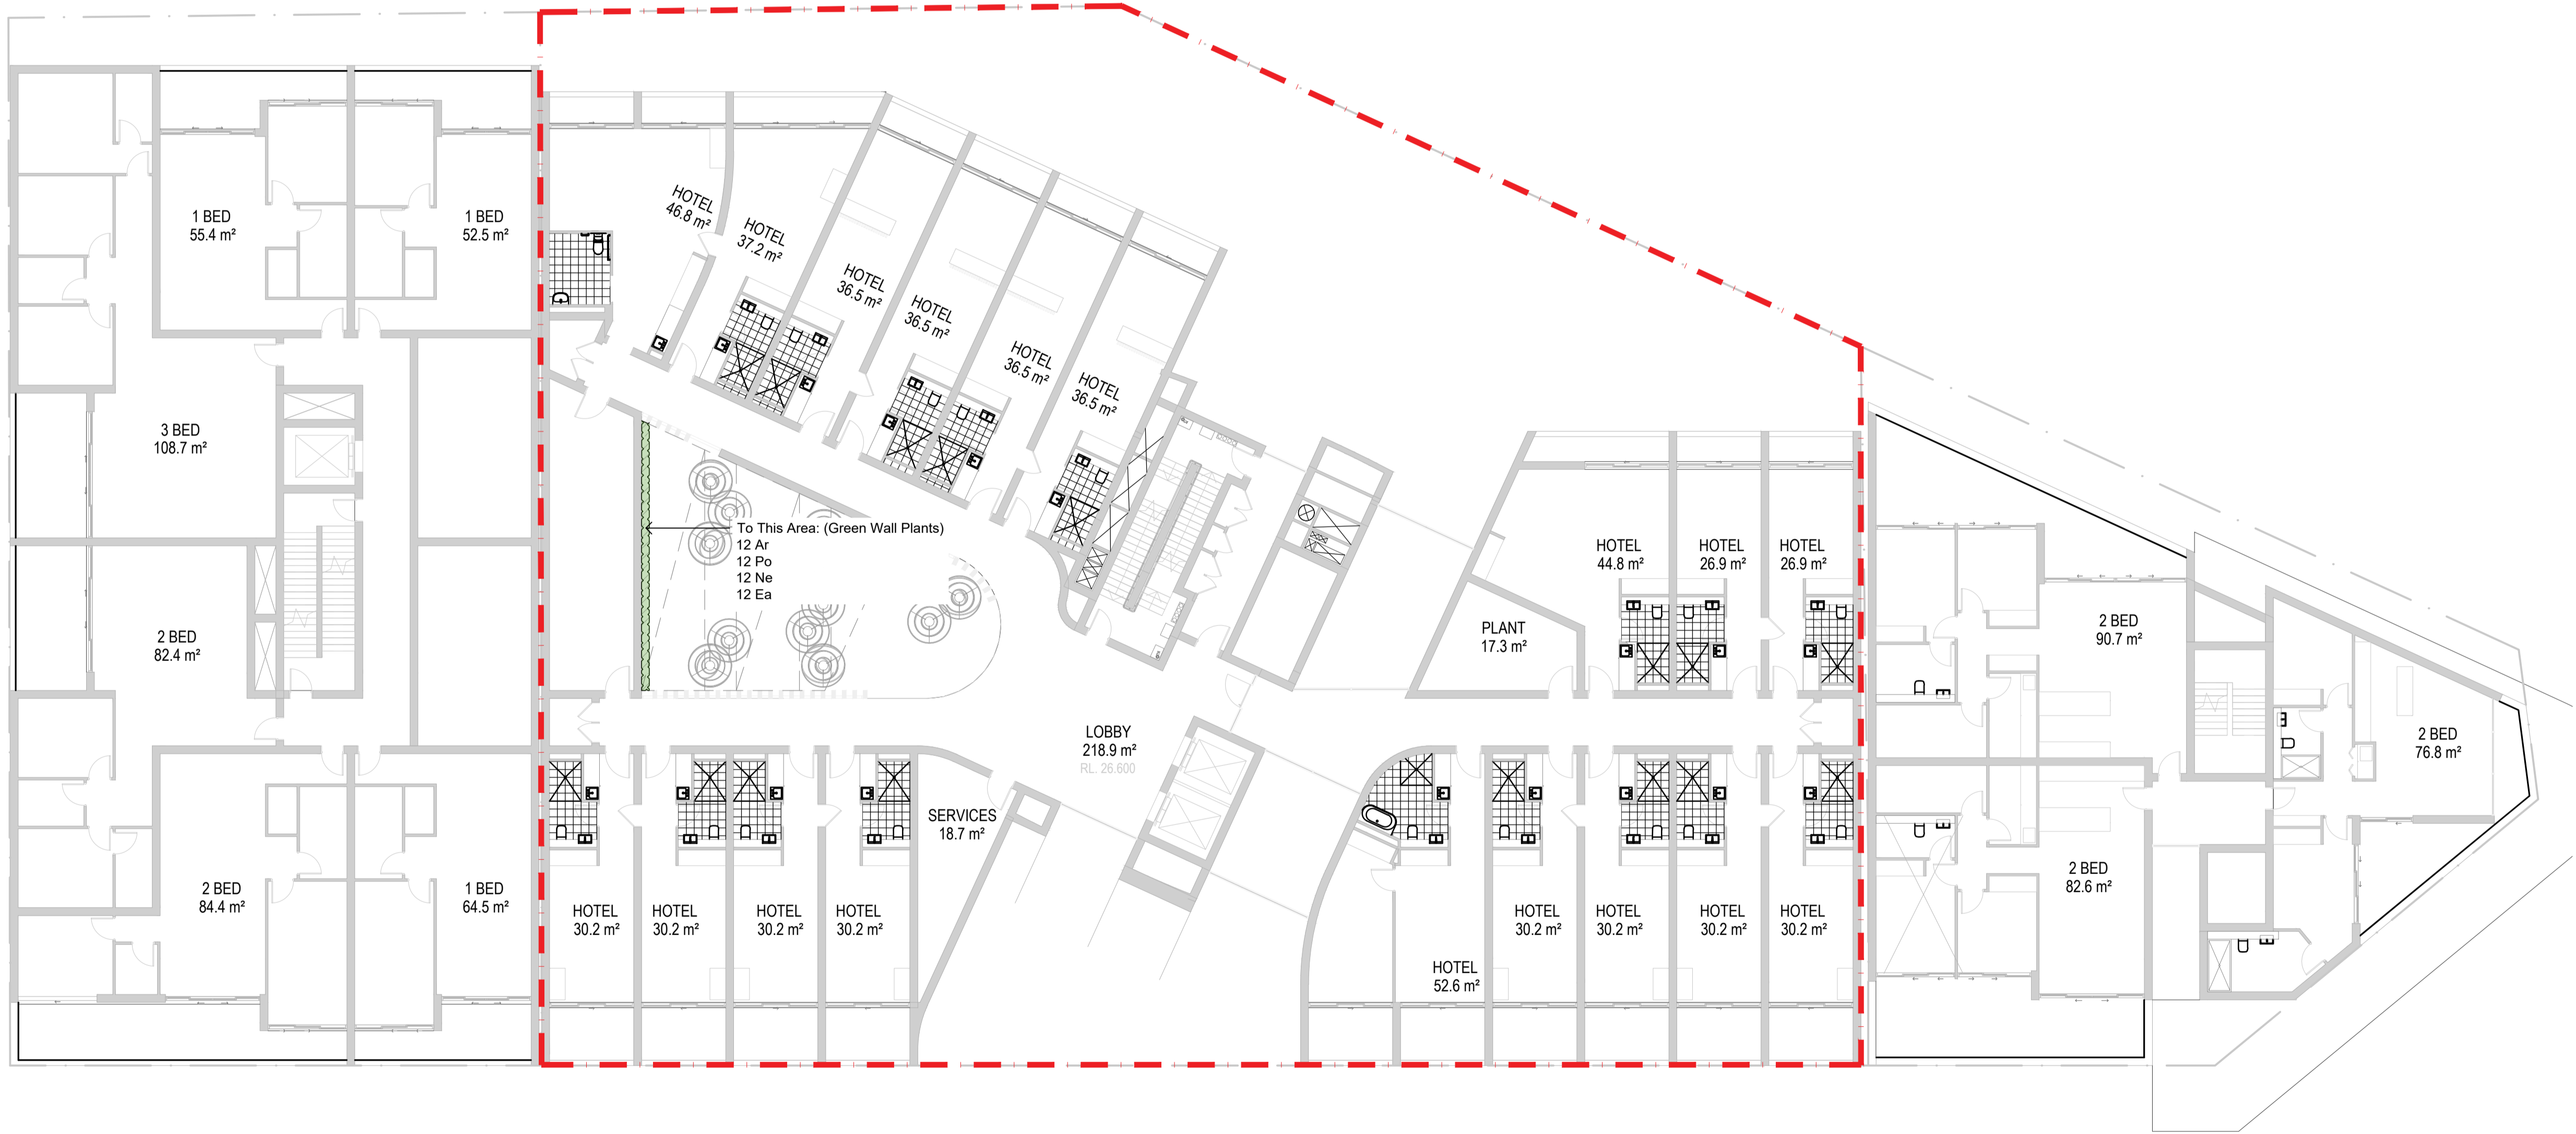 1 BED
55.4 m²
1 BED
52.5 m²
HOTEL
46.8 m²
HOTEL
37.2 m²
HOTEL
36.5 m²
HOTEL
36.5 m²
HOTEL
36.5 m²
HOTEL
36.5 m²
3 BED
108.7 m²
To This Area: (Green Wall Plants)
12 Ar
12 Po
12 Ne
12 Ea
HOTEL
44.8 m²
HOTEL
26.9 m²
HOTEL
26.9 m²
2 BED
82.4 m²
PLANT
17.3 m²
2 BED
90.7 m²
LOBBY
218.9 m²
RL. 26.600
2 BED
76.8 m²
SERVICES
18.7 m²
2 BED
84.4 m²
1 BED
64.5 m²
HOTEL
30.2 m²
HOTEL
30.2 m²
HOTEL
30.2 m²
HOTEL
30.2 m²
HOTEL
52.6 m²
HOTEL
30.2 m²
HOTEL
30.2 m²
HOTEL
30.2 m²
HOTEL
30.2 m²
2 BED
82.6 m²